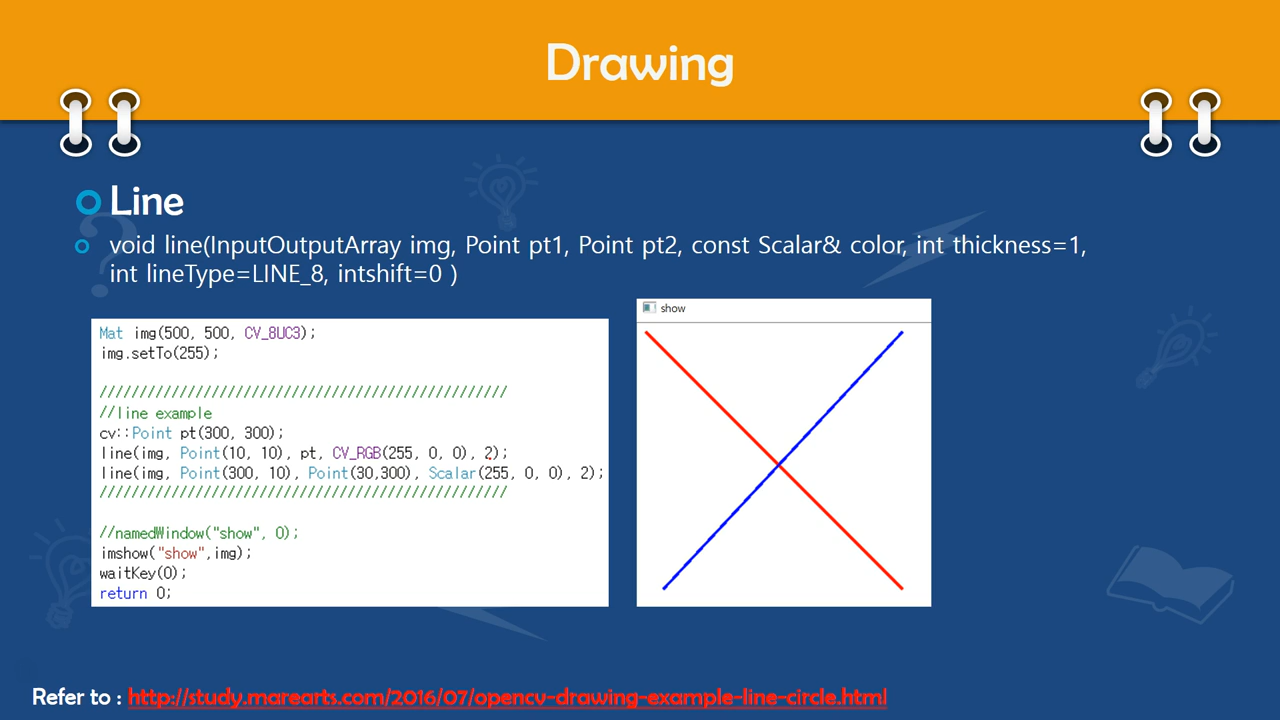 Drawing
Line
void line(InputOutputArray img, Point pt1, Point pt2, const Scalar& color, int thickness=1,
int lineType=LINE_8, intshift=0 )
Mat img(500, 500, CV_8UC3);
img.setTo(255);
///////////////////////////////////////////////////
//line example
cv::Point pt(300, 300);
line(img, Point(10, 10), pt, CV_RGB(255, 0, 0), 2);
line(img, Point(300, 10), Point(30,300), Scalar(255, 0, 0), 2);
///////////////////////////////////////////////////
//namedWindow("show", 0);
imshow("show",img);
waitKey(0);
return 0;
show
Refer to : http://study.marearts.com/2016/07/opencv-drawing-example-line-circle.html